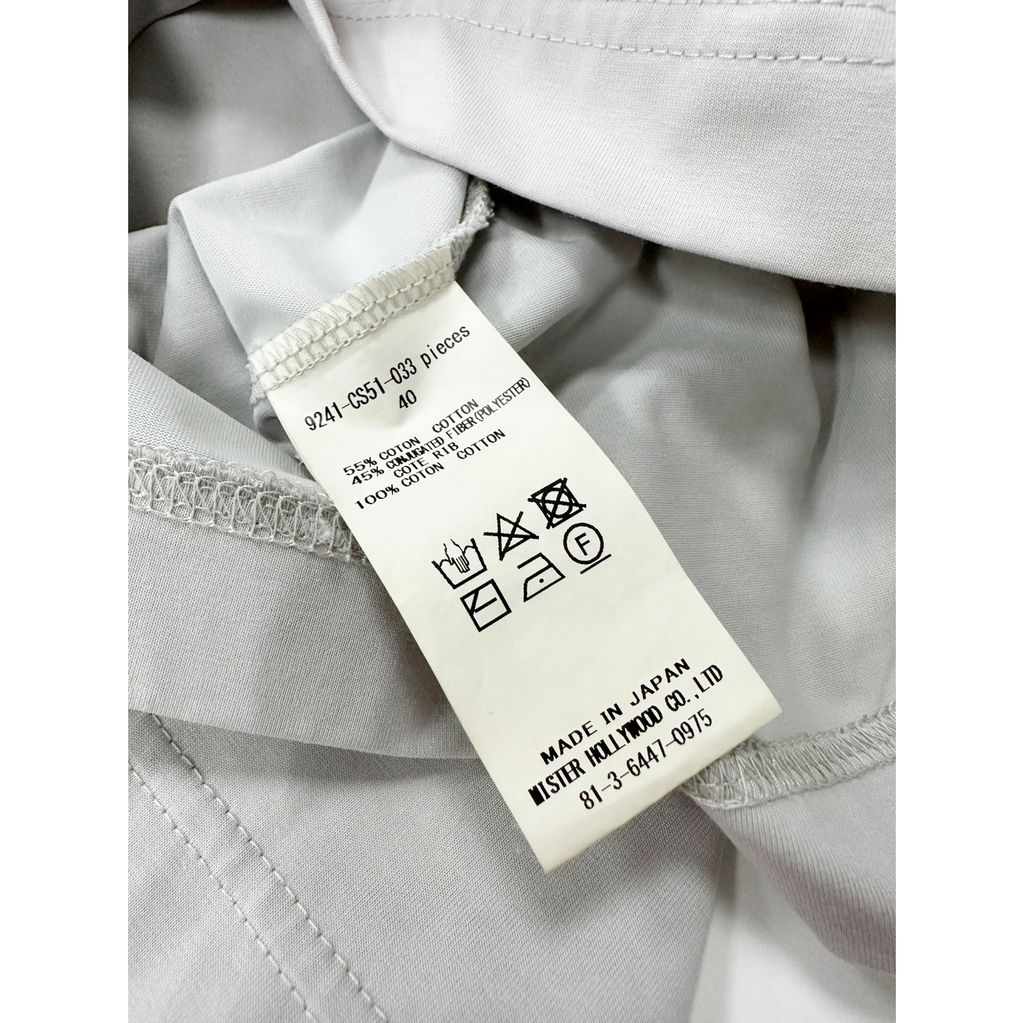 9241-CS51-033 pieces
40
55% COTON COTTON
45% CONJUGATED FIBER(POLYESTER)
COTE RIB
100% COTON COTTON
F
MADE IN JAPAN
MISTER HOLLYWOOD CO.,LTD
81-3-6447-0975